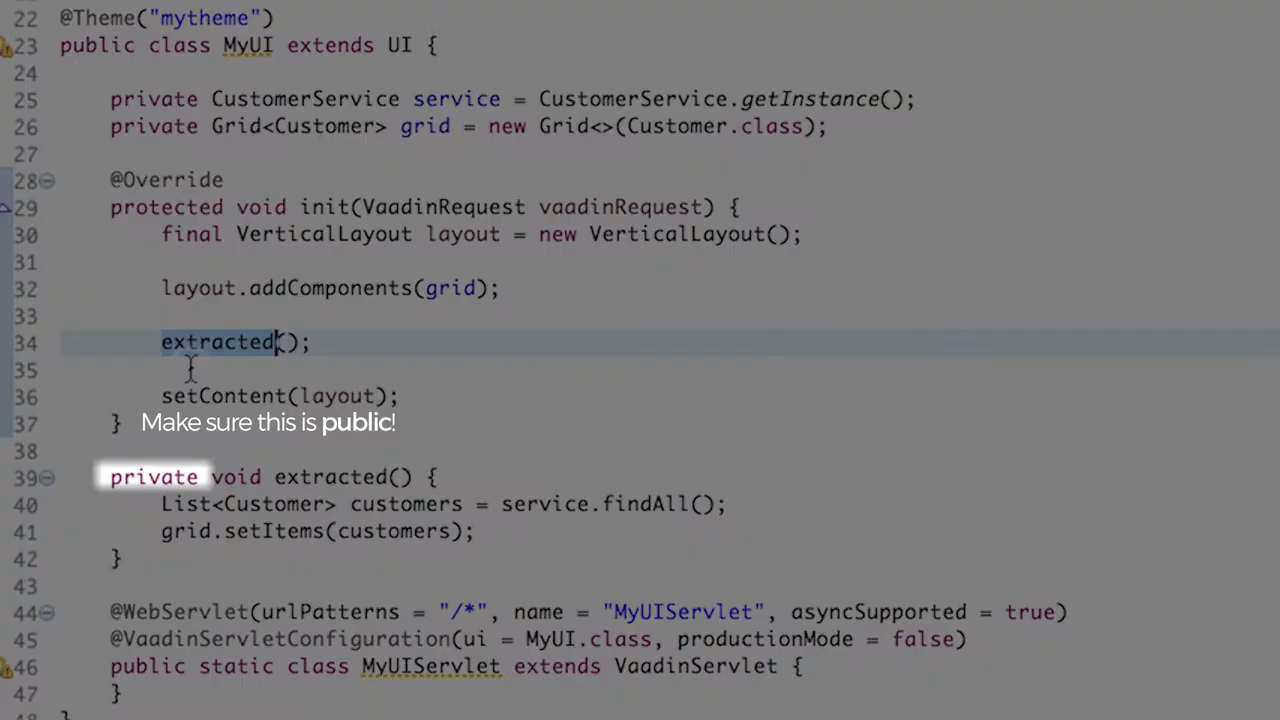 22 @Theme("mytheme")
23 public class MyUI extends UI {
24
25 private CustomerService service = CustomerService.getInstance();
26 private Grid<Customer> grid = new Grid<>(Customer.class);
27
28 @Override
29 protected void init(VaadinRequest vaadinRequest) {
30 final VerticalLayout layout = new VerticalLayout();
31
32 layout.addComponents(grid);
33
34 extracted();
35
36 setContent(layout);
37 }
Make sure this is public!
38
39 private void extracted() {
40 List<Customer> customers = service.findAll();
41 grid.setItems(customers);
42 }
43
44 @WebServlet(urlPatterns = "/*", name = "MyUIServlet", asyncSupported = true)
45 @VaadinServletConfiguration(ui = MyUI.class, productionMode = false)
46 public static class MyUIServlet extends VaadinServlet {
47 }